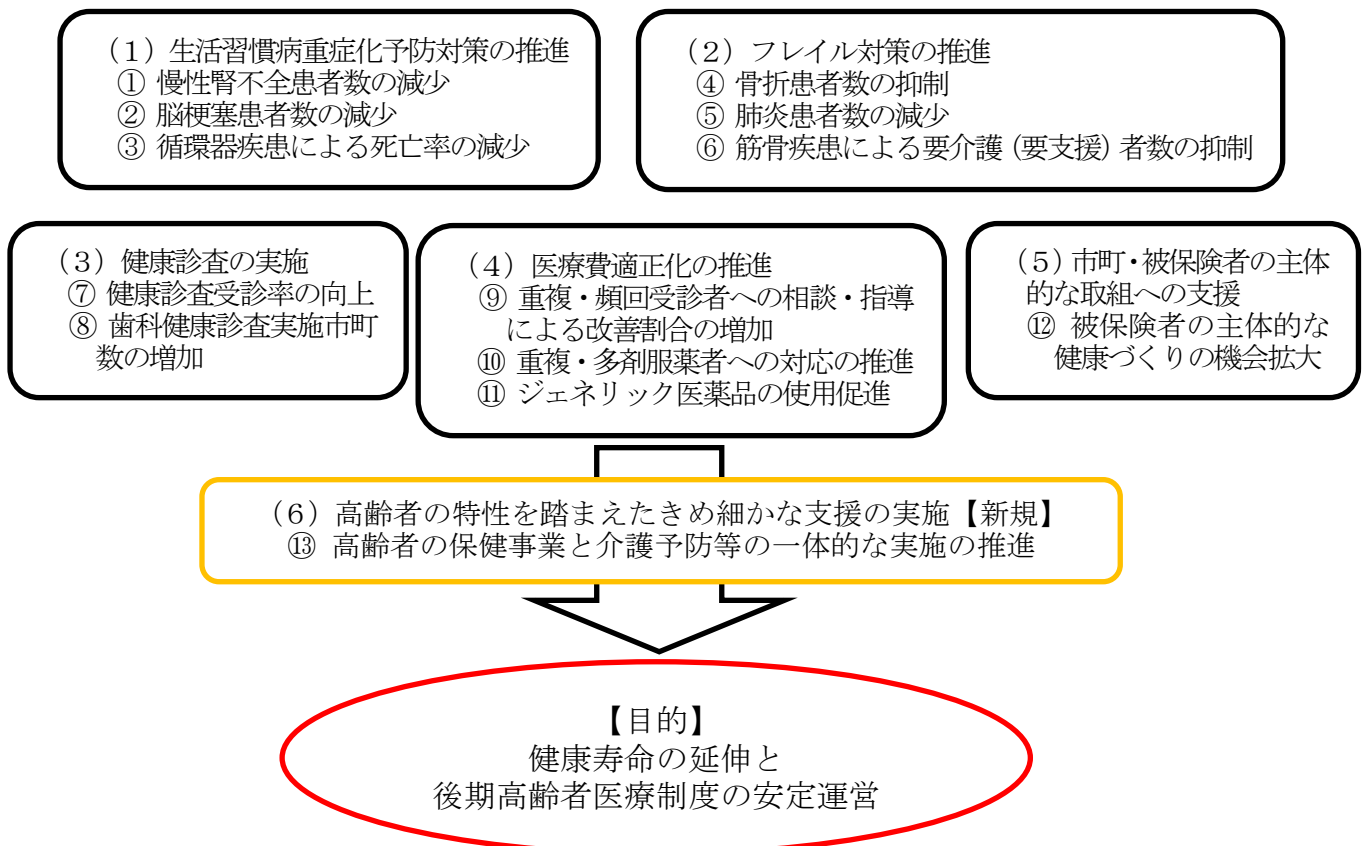 （１）生活習慣病重症化予防対策の推進
① 慢性腎不全患者数の減少
② 脳梗塞患者数の減少
③ 循環器疾患による死亡率の減少
（２）フレイル対策の推進
④ 骨折患者数の抑制
⑤ 肺炎患者数の減少
⑥ 筋骨疾患による要介護（要支援）者数の抑制
（３）健康診査の実施
⑦ 健康診査受診率の向上
⑧ 歯科健康診査実施市町
数の増加
（４）医療費適正化の推進
⑨ 重複・頻回受診者への相談・指導
による改善割合の増加
⑩ 重複・多剤服薬者への対応の推進
⑪ ジェネリック医薬品の使用促進
（５）市町・被保険者の主体
的な取組への支援
⑫ 被保険者の主体的な
健康づくりの機会拡大
（６）高齢者の特性を踏まえたきめ細かな支援の実施【新規】
⑬ 高齢者の保健事業と介護予防等の一体的な実施の推進
【目的】
健康寿命の延伸と
後期高齢者医療制度の安定運営